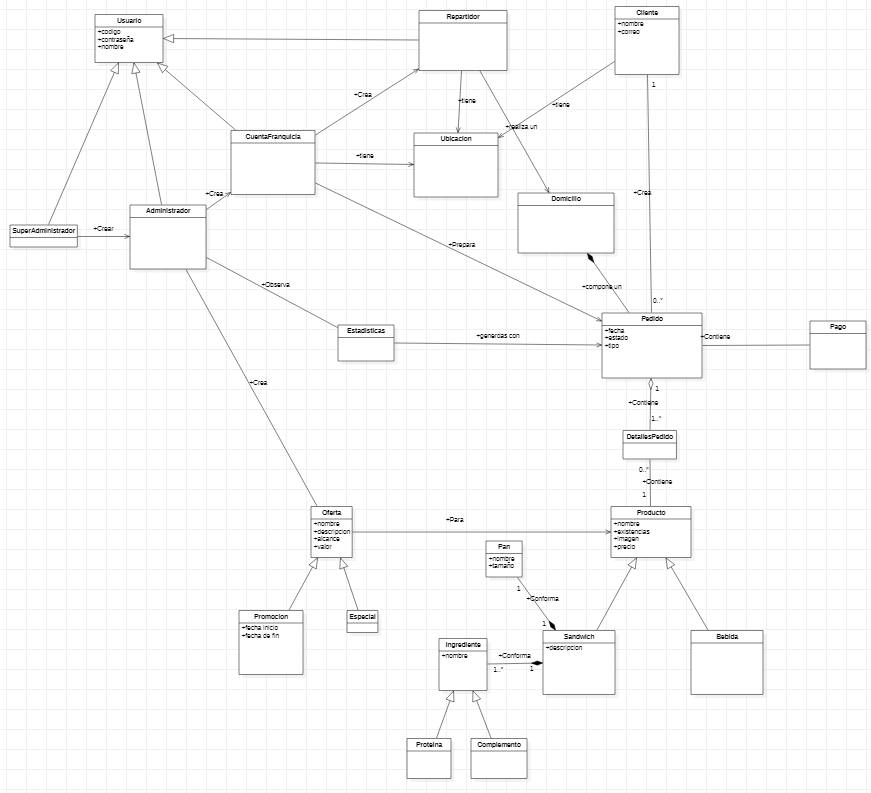 Usuario
+codigo
+contraseña
+nombre
Repartidor
Cliente
+nombre
+correo
1
+Crea
+tiene
+tiene
+realiza un
CuentaFranquicia
Ubicacion
+tiene
+Crea
+Crea
Domicilio
Administrador
SuperAdministrador
+Crear
+Prepara
+Observa
+compone un
0..*
Pedido
+fecha
+estado
+tipo
Pago
+Contiene
Estadisticas
+generdas con
+Crea
1
+Contiene
1..*
DetallesPedido
0..*
+Contiene
1
Oferta
+nombre
+descripcion
+alcance
+valor
+Para
Producto
+nombre
+existencias
+imagen
+precio
Pan
+nombre
+tamaño
1
+Conforma
1
Promocion
+fecha inicio
+fecha de fin
Especial
Sandwich
+descripcion
Bebida
Ingrediente
+nombre
+Conforma
1..*
1
Proteina
Complemento